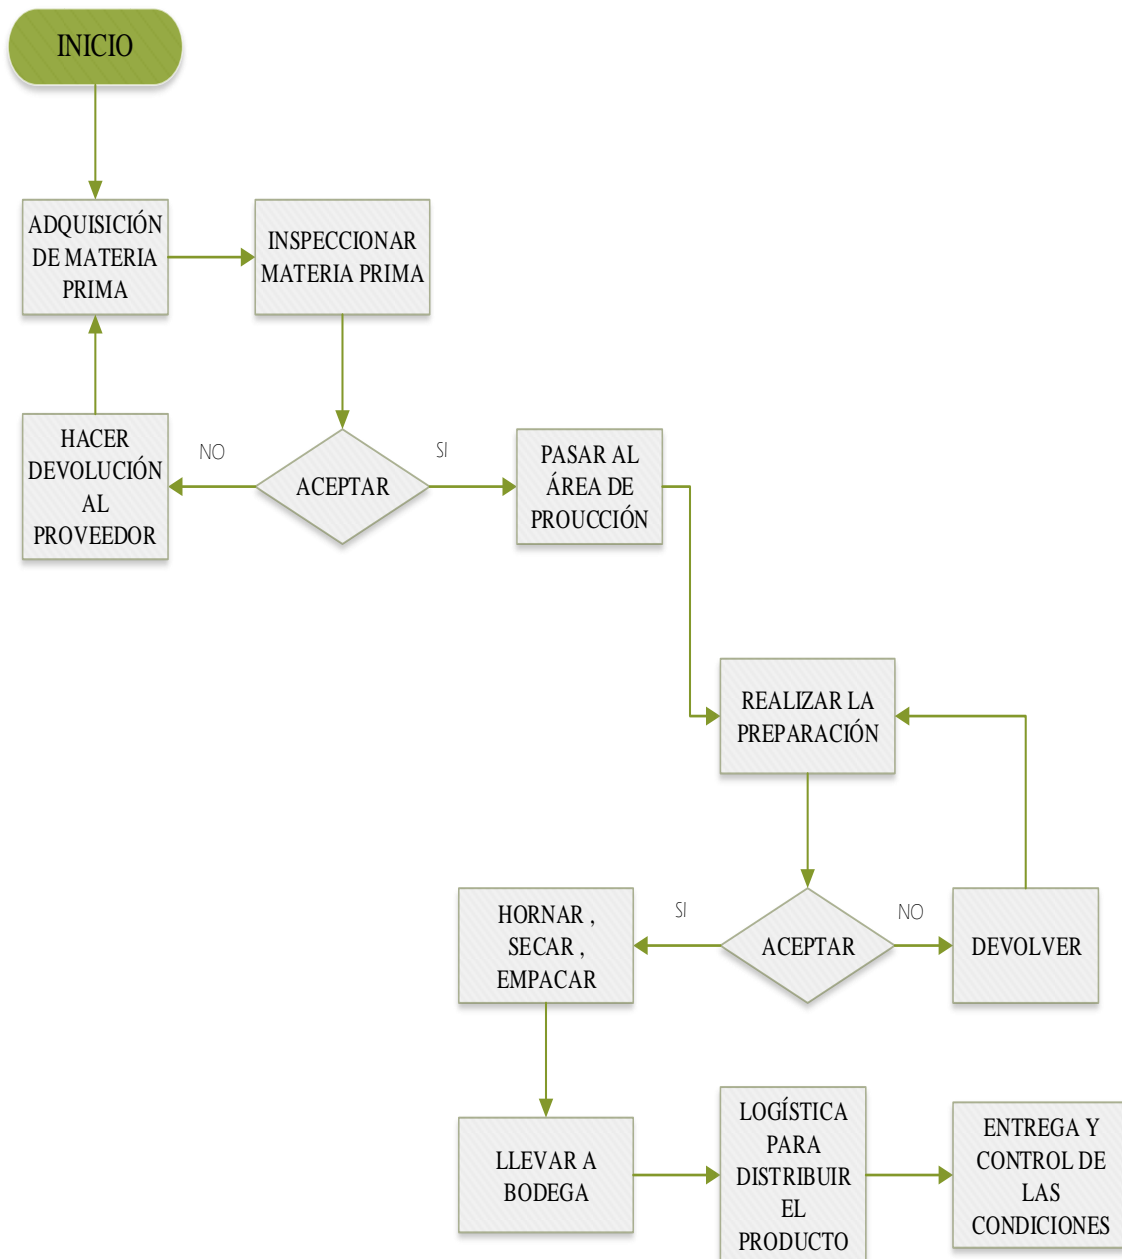 INICIO
ADQUISICIÓN
DE MATERIA
PRIMA
INSPECCIONAR
MATERIA PRIMA
HACER
DEVOLUCIÓN
AL
PROVEEDOR
NO
ACEPTAR
SI
PASAR AL
ÁREA DE
PROUCCIÓN
REALIZAR LA
PREPARACIÓN
HORNAR ,
SECAR ,
EMPACAR
SI
ACEPTAR
NO
DEVOLVER
LLEVAR A
BODEGA
LOGÍSTICA
PARA
DISTRIBUIR
EL
PRODUCTO
ENTREGA Y
CONTROL DE
LAS
CONDICIONES